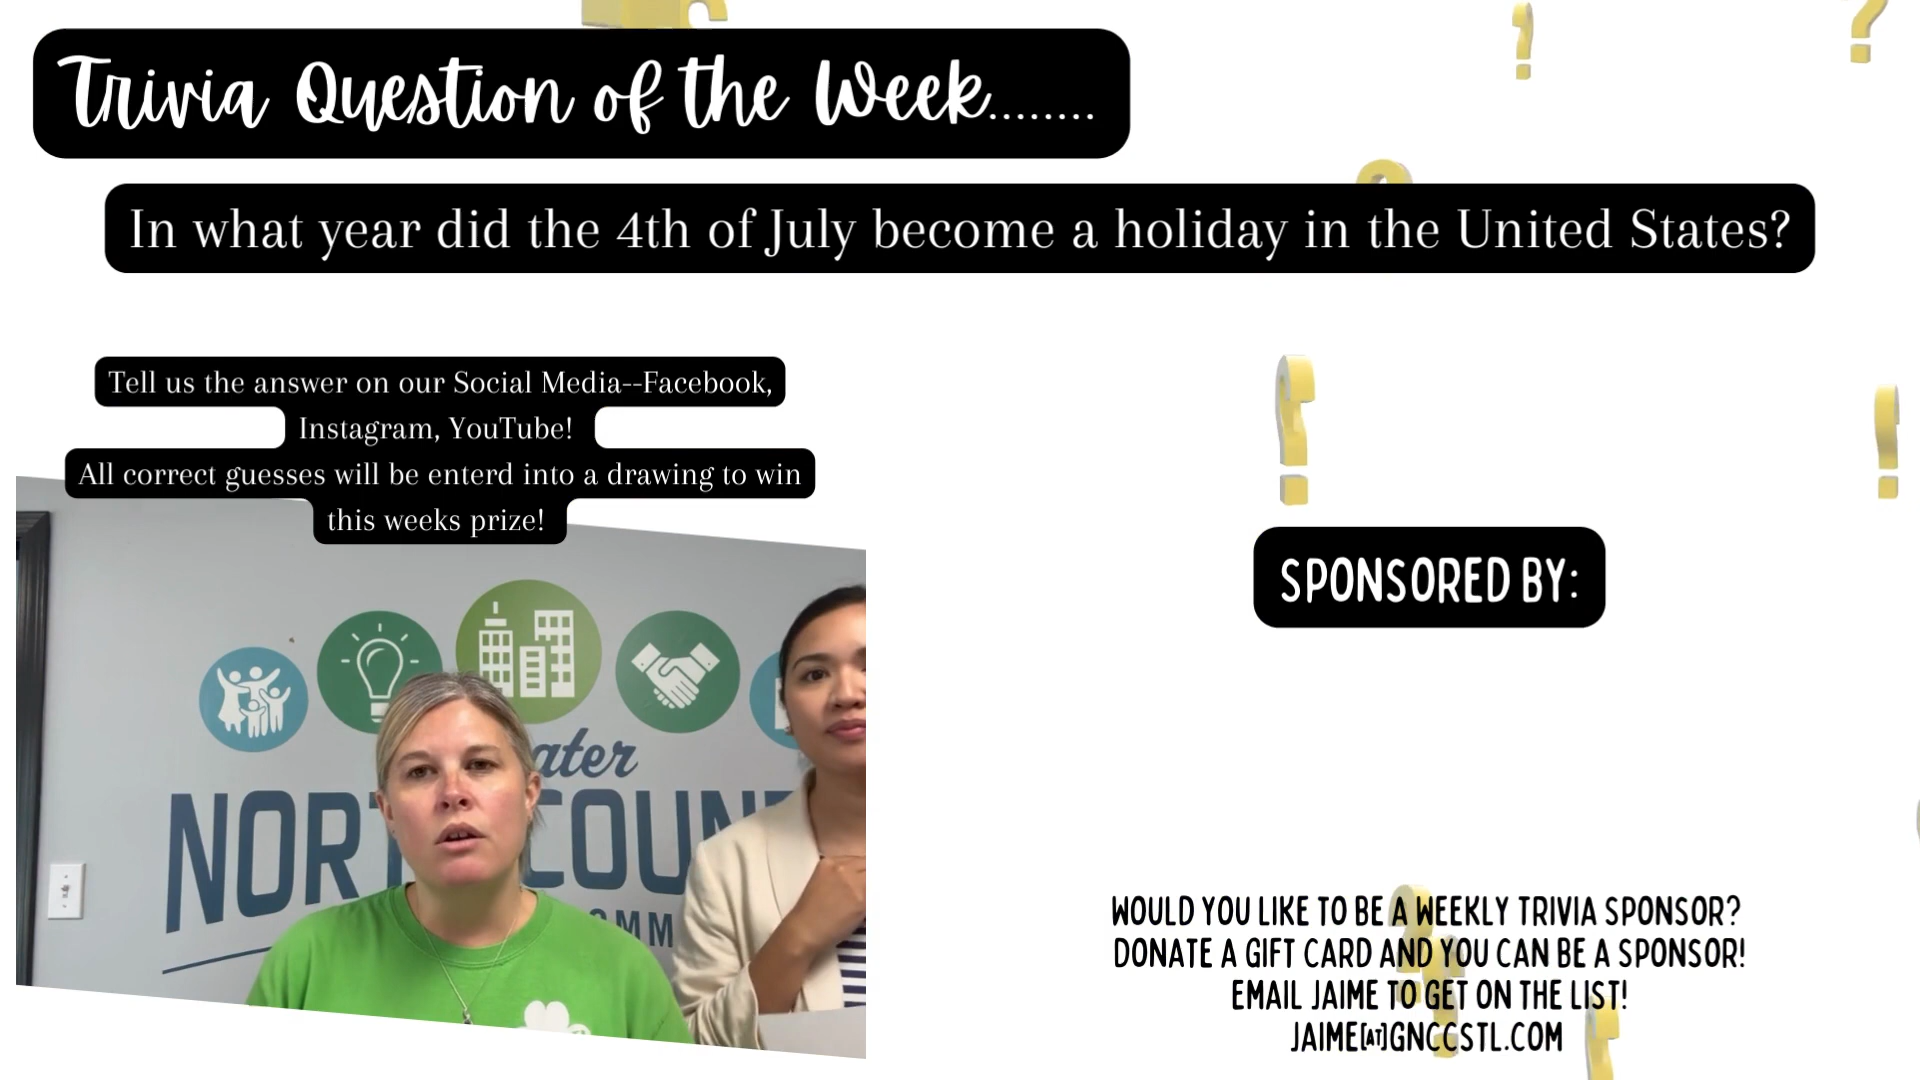 Trivia Question of the Week........
In what year did the 4th of July become a holiday in the United States?
Tell us the answer on our Social Media--Facebook,
Instagram, YouTube!
All correct guesses will be enterd into a drawing to win
this weeks prize!
ater
NORT COUN
OMM
SPONSORED BY:
WOULD YOU LIKE TO BE A WEEKLY TRIVIA SPONSOR?
DONATE A GIFT CARD AND YOU CAN BE A SPONSOR!
EMAIL JAIME TO GET ON THE LIST!
JAIME[AT]GNCCSTL.COM